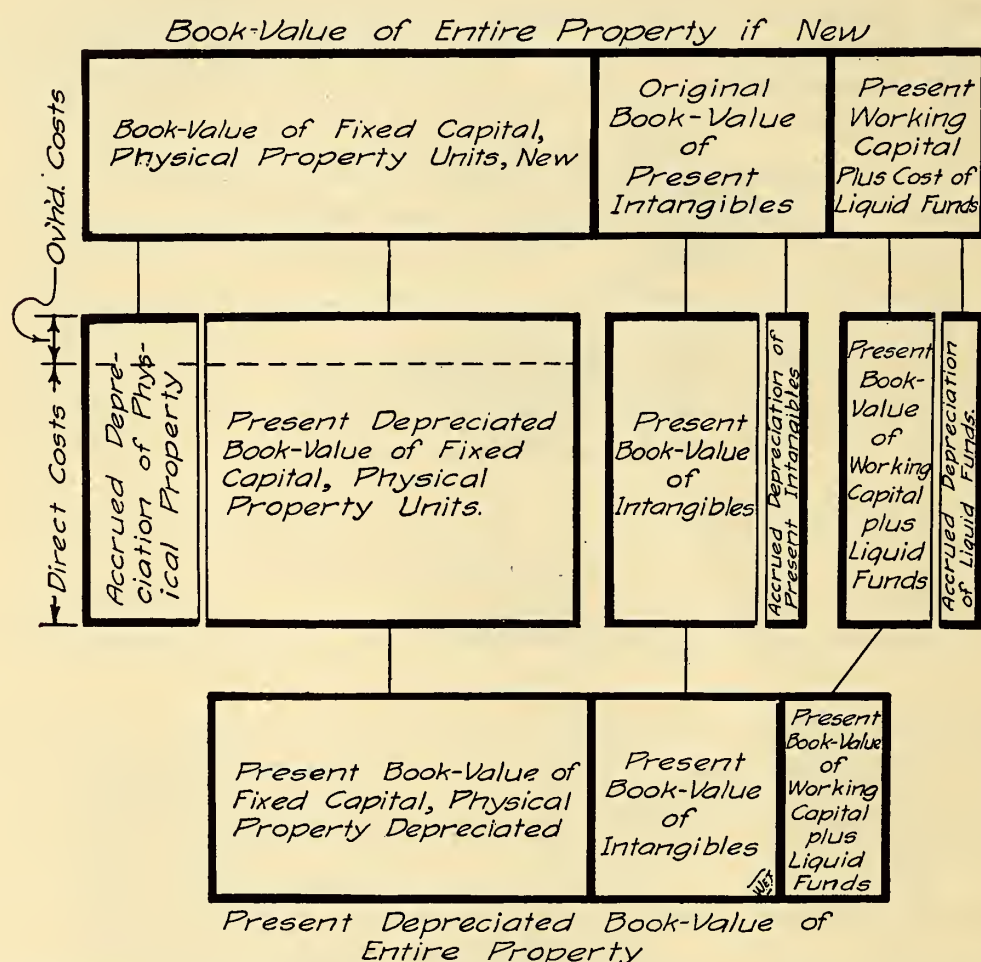 Book-Value of Entire Property if New
Book-Value of Fixed Capital,
Physical Property Units, New
Original
Book-Value
of
Present
Intangibles
Present
Working
Capital
Plus Cost of
Liquid Funds
Ov'h'd. Costs
Direct Costs
Accrued Depre-
ciation of Phys-
ical Property
Present Depreciated
Book-Value of Fixed
Capital, Physical
Property Units.
Present
Book-Value
of
Intangibles
Accrued Depreciation of
Present Intangibles
Present
Book-
Value
of
Working
Capital
plus
Liquid
Funds
Accrued Depreciation
of Liquid Funds.
Present Book-Value of
Fixed Capital, Physical
Property Depreciated
Present
Book-Value
of
Intangibles
Present
Book-Value
of
Working
Capital
plus
Liquid
Funds
Present Depreciated Book-Value of
Entire Property